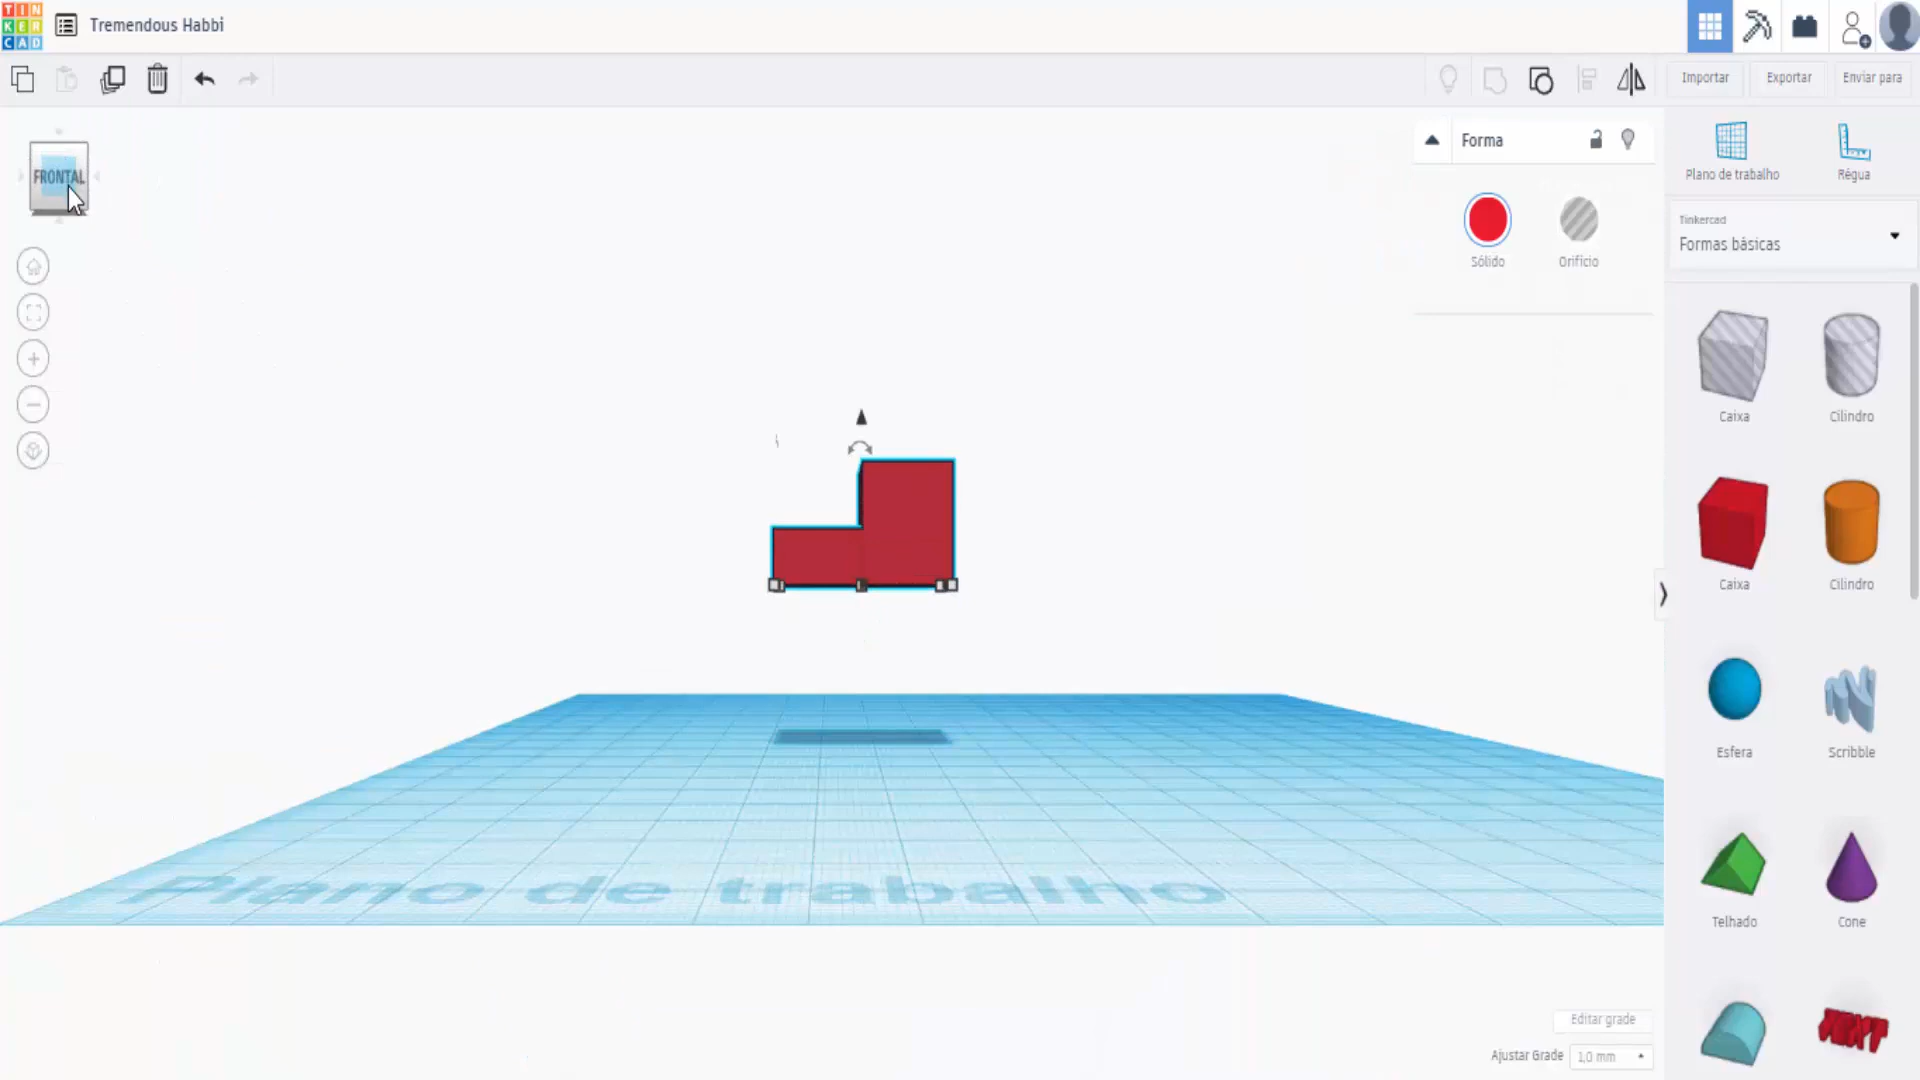 TIN
KER
CAD
Tremendous Habbi
Importar
Exportar
Enviar para
FRONTAL
Forma
Sólido
Orifício
Plano de trabalho
Régua
Tinkercad
Formas básicas
Caixa
Cilindro
Caixa
Cilindro
Esfera
Scribble
Telhado
Cone
TEXT
Plano de trabalho
Editar grade
Ajustar Grade
1,0 mm